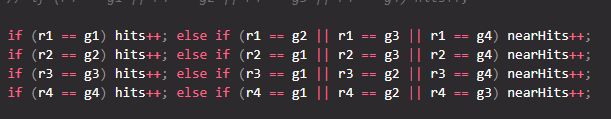 if (r1 == g1) hits++; else if (r1 == g2 || r1 == g3 || r1 == g4) nearHits++;
if (r2 == g2) hits++; else if (r2 == g1 || r2 == g3 || r2 == g4) nearHits++;
if (r3 == g3) hits++; else if (r3 == g1 || r3 == g2 || r3 == g4) nearHits++;
if (r4 == g4) hits++; else if (r4 == g1 || r4 == g2 || r4 == g3) nearHits++;